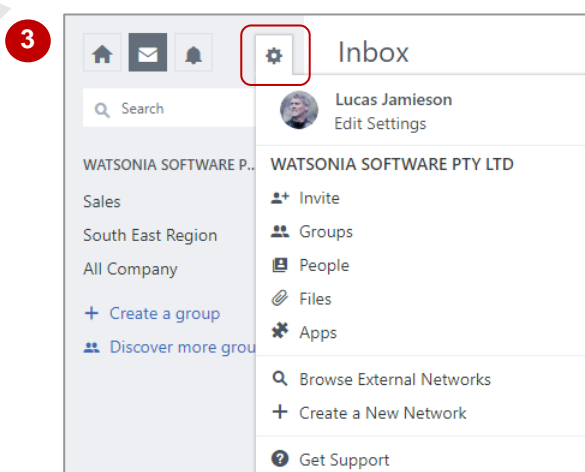 3
Inbox
Search
Lucas Jamieson
Edit Settings
WATSONIA SOFTWARE P...
WATSONIA SOFTWARE PTY LTD
Sales
Invite
South East Region
Groups
All Company
People
Files
+ Create a group
Apps
Discover more grou
Browse External Networks
+ Create a New Network
Get Support